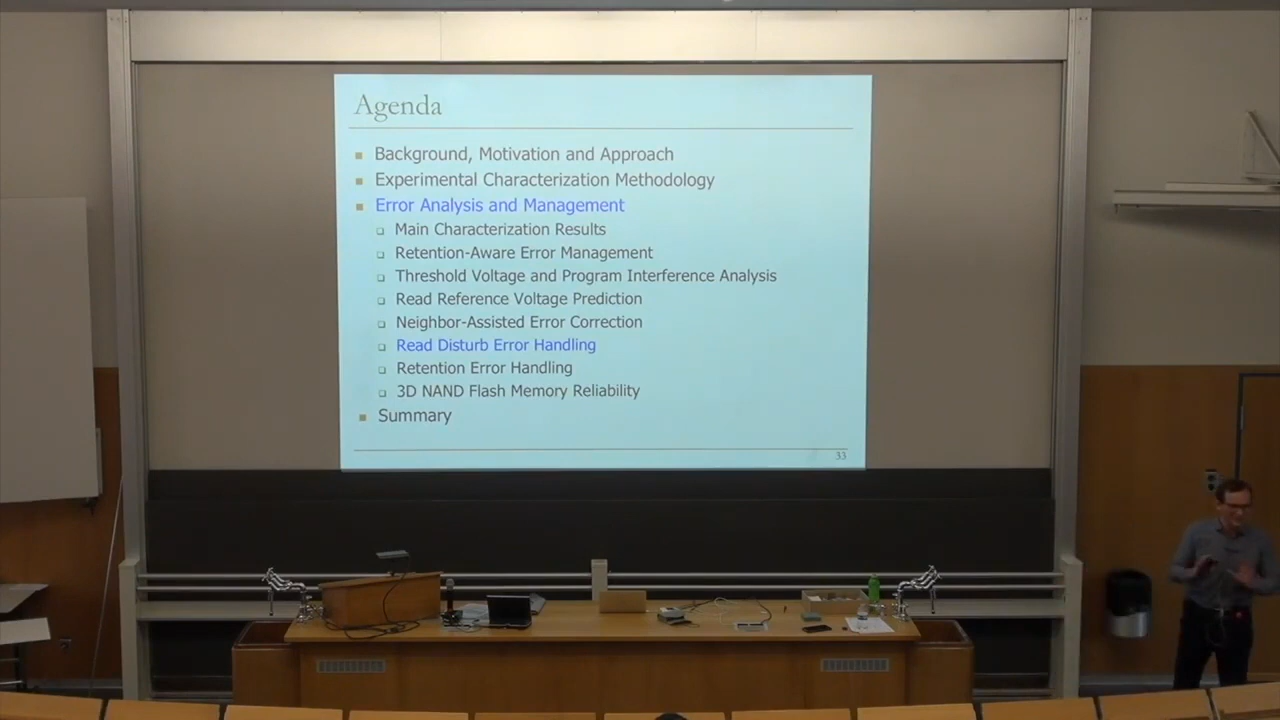 Agenda
Background, Motivation and Approach
Experimental Characterization Methodology
Error Analysis and Management
Main Characterization Results
Retention-Aware Error Management
Threshold Voltage and Program Interference Analysis
Read Reference Voltage Prediction
Neighbor-Assisted Error Correction
Read Disturb Error Handling
Retention Error Handling
3D NAND Flash Memory Reliability
Summary
33